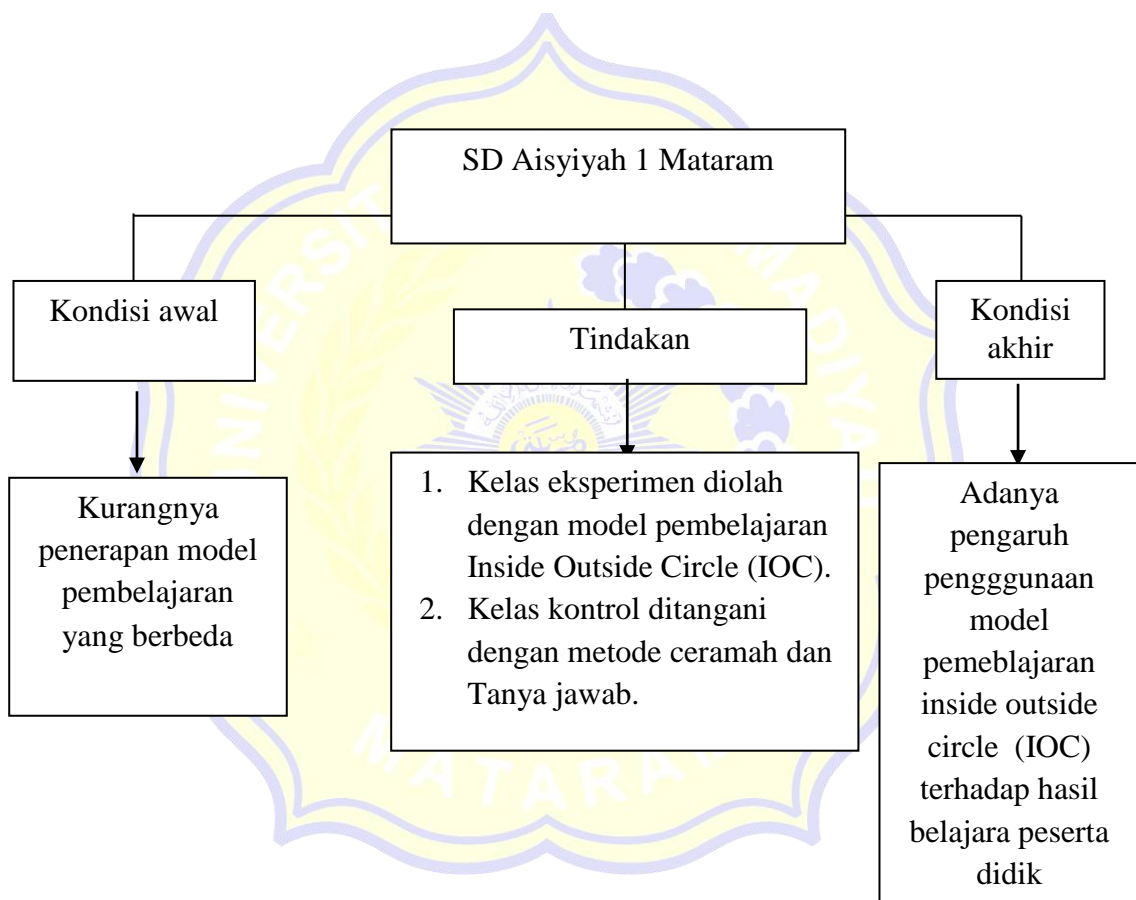 SD Aisyiyah 1 Mataram
Kondisi awal
Tindakan
Kondisi
akhir
Kurangnya
penerapan model
pembelajaran
yang berbeda
1. Kelas eksperimen diolah
dengan model pembelajaran
Inside Outside Circle (IOC).
2. Kelas kontrol ditangani
dengan metode ceramah dan
Tanya jawab.
Adanya
pengaruh
pengggunaan
model
pemeblajaran
inside outside
circle (IOC)
terhadap hasil
belajara peserta
didik
MATARAM